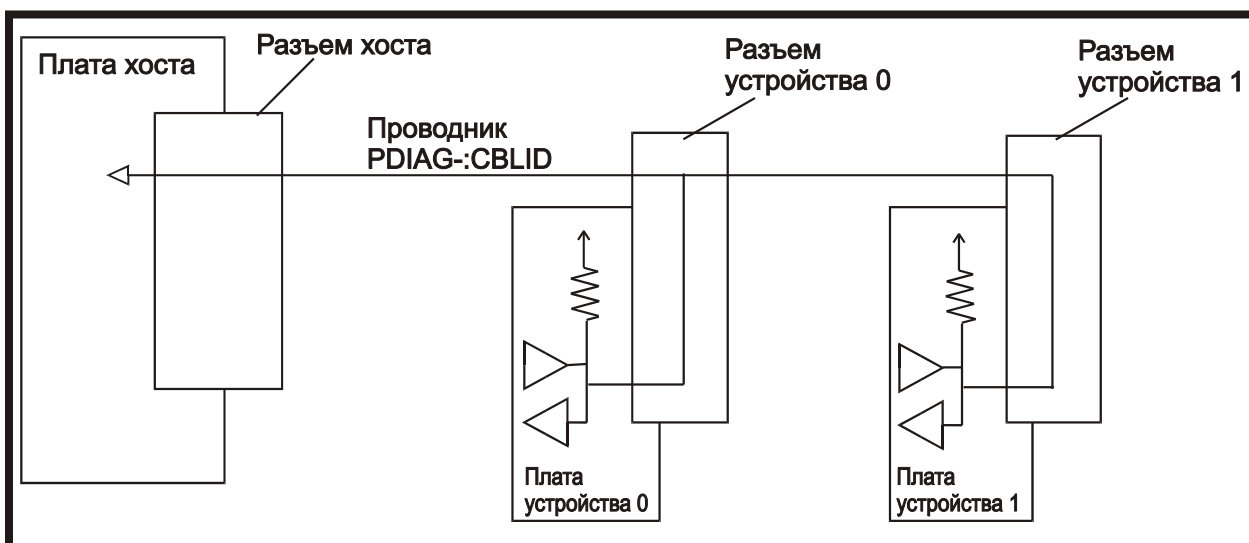 Плата хоста
Разъем хоста
Разъем
устройства 0
Разъем
устройства 1
Проводник
PDIAG-:CBLID
Плата
устройства 0
Плата
устройства 1